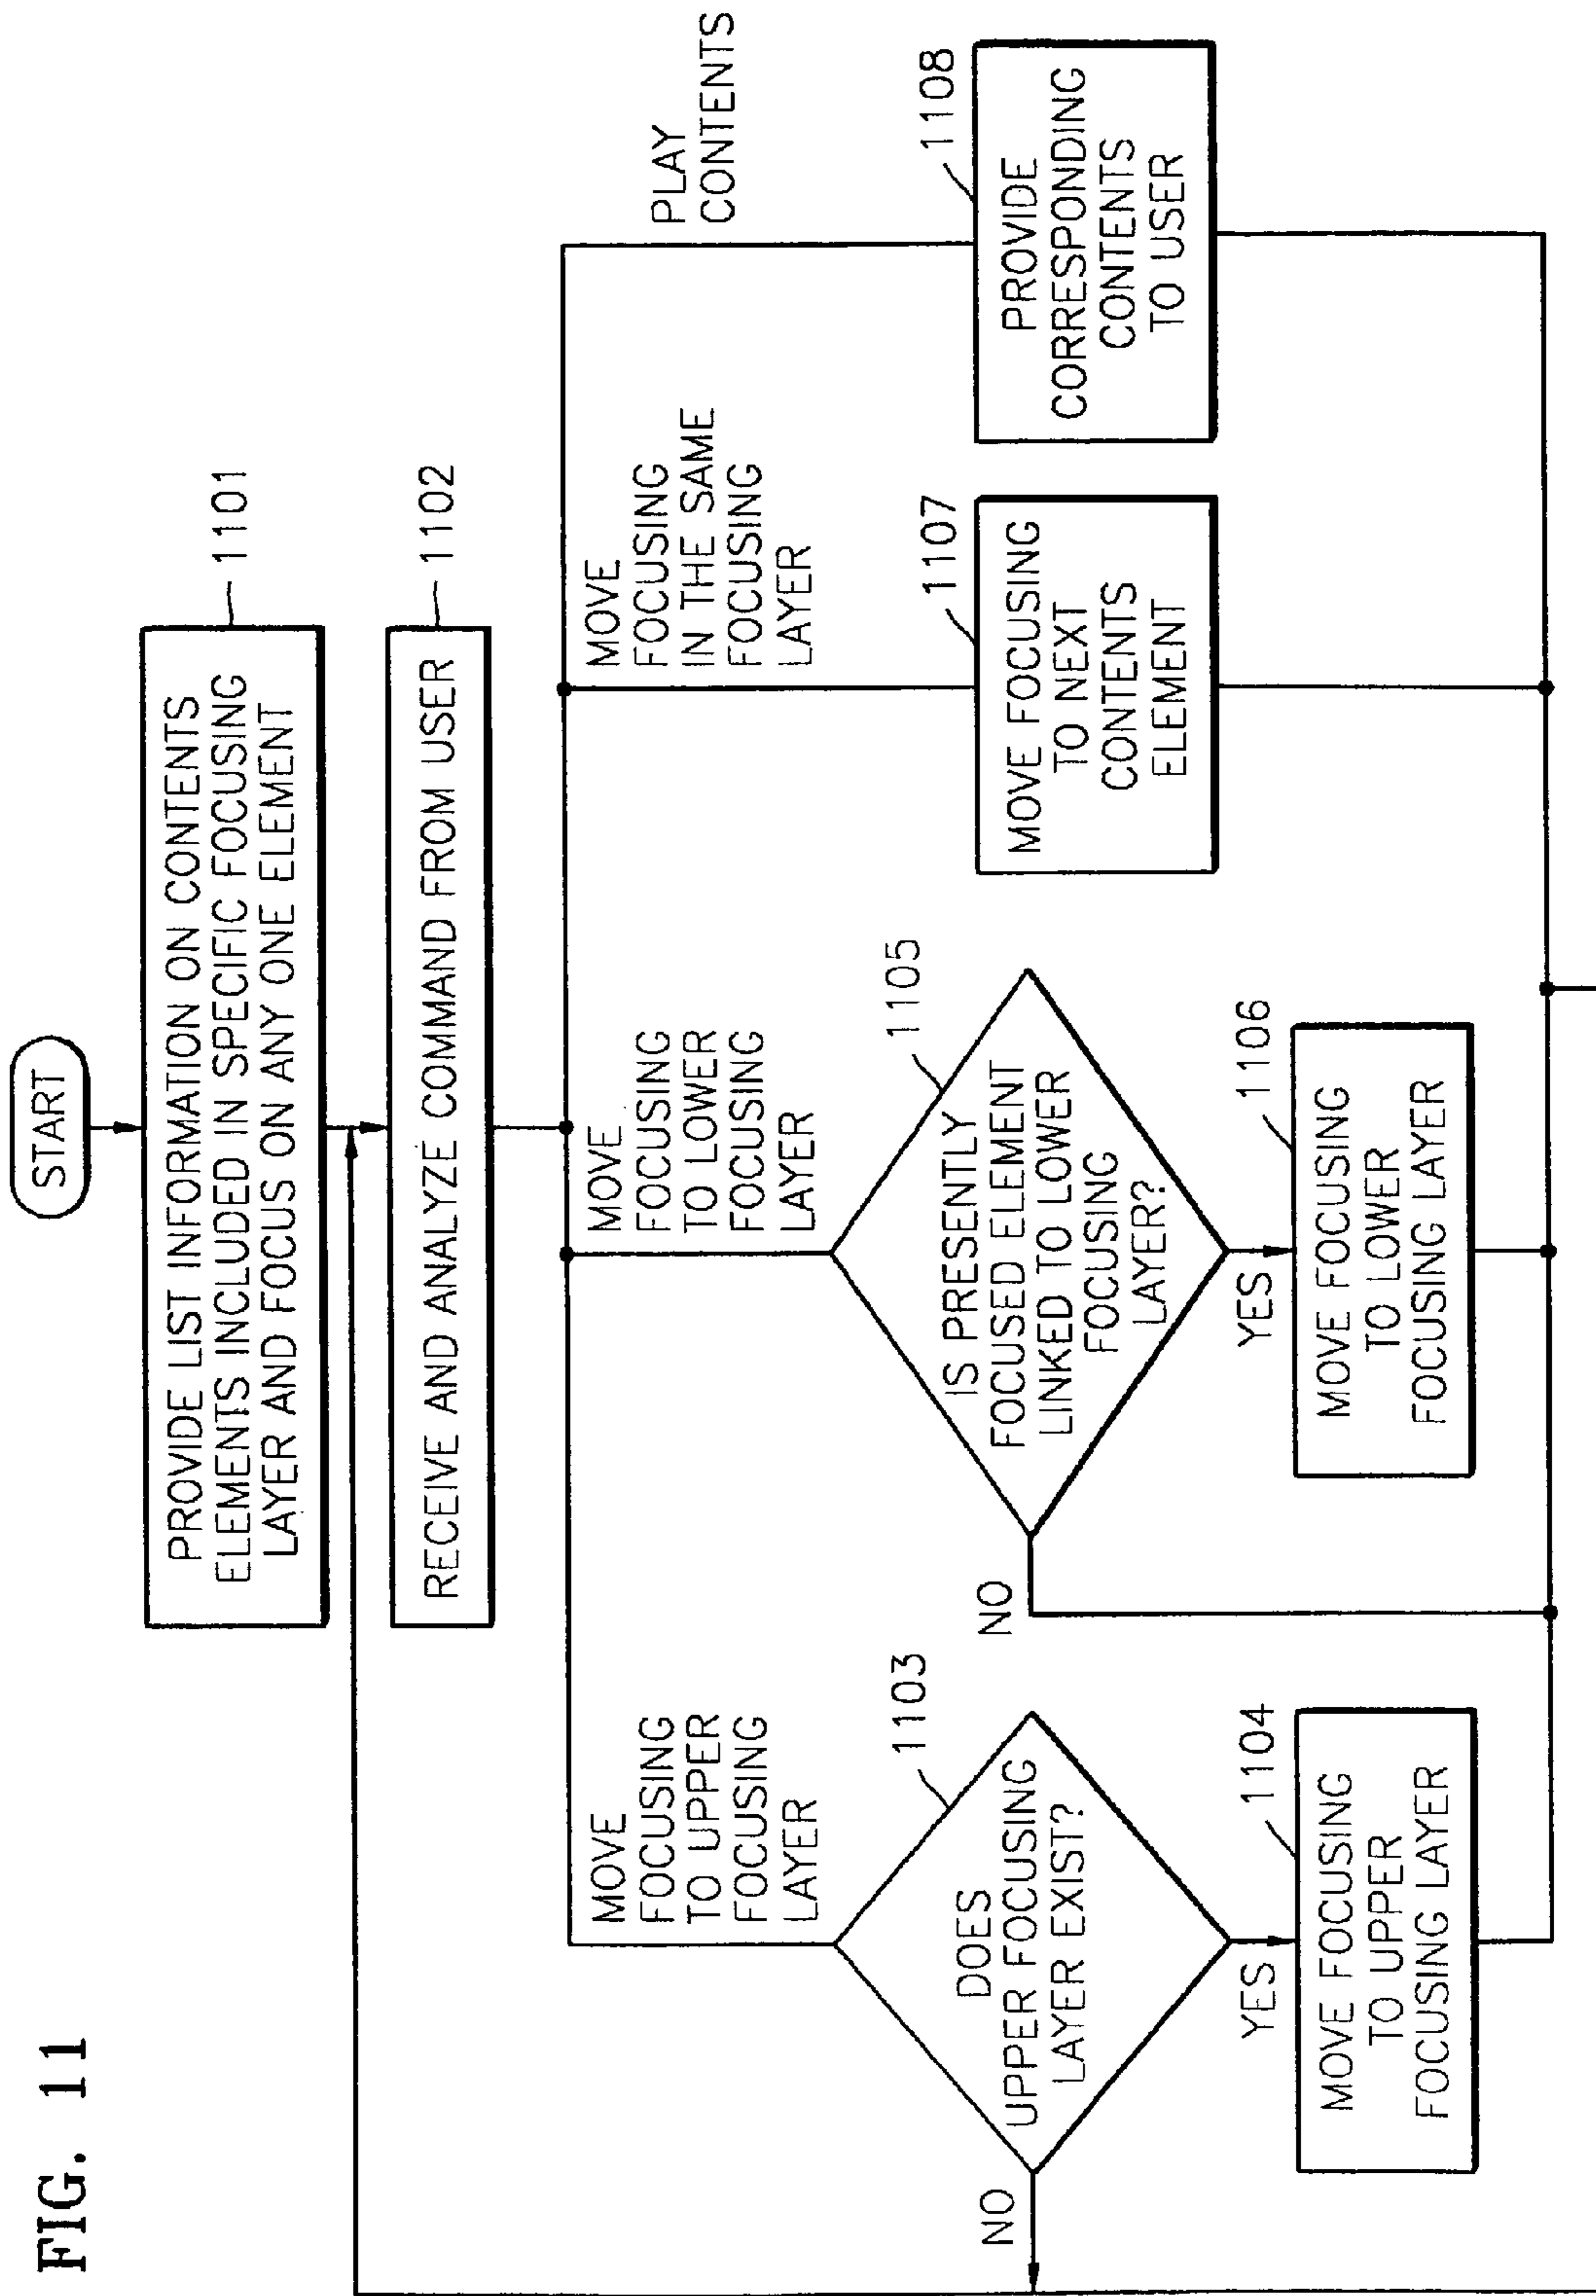 FIG. 11
START
PROVIDE LIST INFORMATION ON CONTENTS
ELEMENTS INCLUDED IN SPECIFIC FOCUSING
LAYER AND FOCUS ON ANY ONE ELEMENT
1101
RECEIVE AND ANALYZE COMMAND FROM USER
1102
MOVE
FOCUSING
TO UPPER
FOCUSING
LAYER
MOVE
FOCUSING
TO LOWER
FOCUSING
LAYER
MOVE
FOCUSING
IN THE SAME
FOCUSING
LAYER
PLAY
CONTENTS
1103
DOES
UPPER FOCUSING
LAYER EXIST?
NO
YES
1104
MOVE FOCUSING
TO UPPER
FOCUSING LAYER
1105
IS PRESENTLY
FOCUSED ELEMENT
LINKED TO LOWER
FOCUSING
LAYER?
NO
YES
1106
MOVE FOCUSING
TO LOWER
FOCUSING LAYER
1107
MOVE FOCUSING
TO NEXT
CONTENTS
ELEMENT
1108
PROVIDE
CORRESPONDING
CONTENTS
TO USER